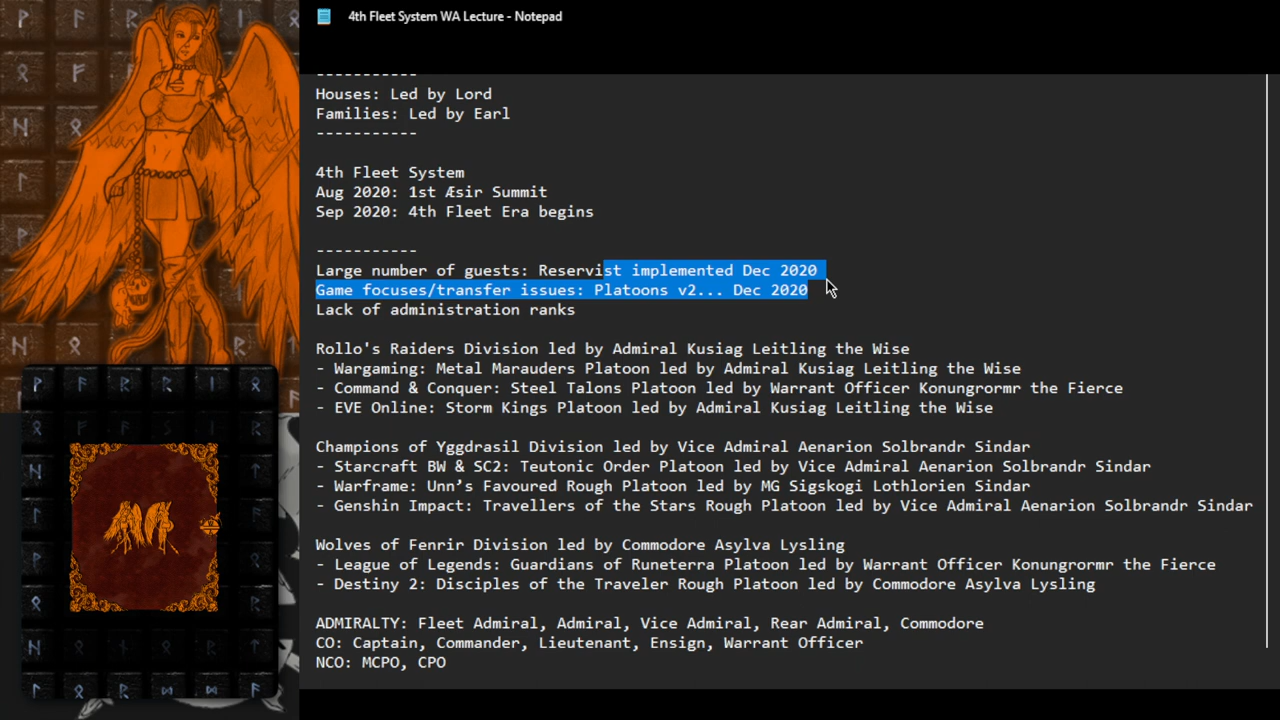 4th Fleet System WA Lecture - Notepad
-----------
Houses: Led by Lord
Families: Led by Earl
-----------
4th Fleet System
Aug 2020: 1st Æsir Summit
Sep 2020: 4th Fleet Era begins
-----------
Large number of guests: Reservist implemented Dec 2020
Game focuses/transfer issues: Platoons v2... Dec 2020
Lack of administration ranks
Rollo's Raiders Division led by Admiral Kusiag Leitling the Wise
- Wargaming: Metal Marauders Platoon led by Admiral Kusiag Leitling the Wise
- Command & Conquer: Steel Talons Platoon led by Warrant Officer Konungrormr the Fierce
- EVE Online: Storm Kings Platoon led by Admiral Kusiag Leitling the Wise
Champions of Yggdrasil Division led by Vice Admiral Aenarion Solbrandr Sindar
- Starcraft BW & SC2: Teutonic Order Platoon led by Vice Admiral Aenarion Solbrandr Sindar
- Warframe: Unn’s Favoured Rough Platoon led by MG Sigskogi Lothlorien Sindar
- Genshin Impact: Travellers of the Stars Rough Platoon led by Vice Admiral Aenarion Solbrandr Sindar
Wolves of Fenrir Division led by Commodore Asylva Lysling
- League of Legends: Guardians of Runeterra Platoon led by Warrant Officer Konungrormr the Fierce
- Destiny 2: Disciples of the Traveler Rough Platoon led by Commodore Asylva Lysling
ADMIRALTY: Fleet Admiral, Admiral, Vice Admiral, Rear Admiral, Commodore
CO: Captain, Commander, Lieutenant, Ensign, Warrant Officer
NCO: MCPO, CPO